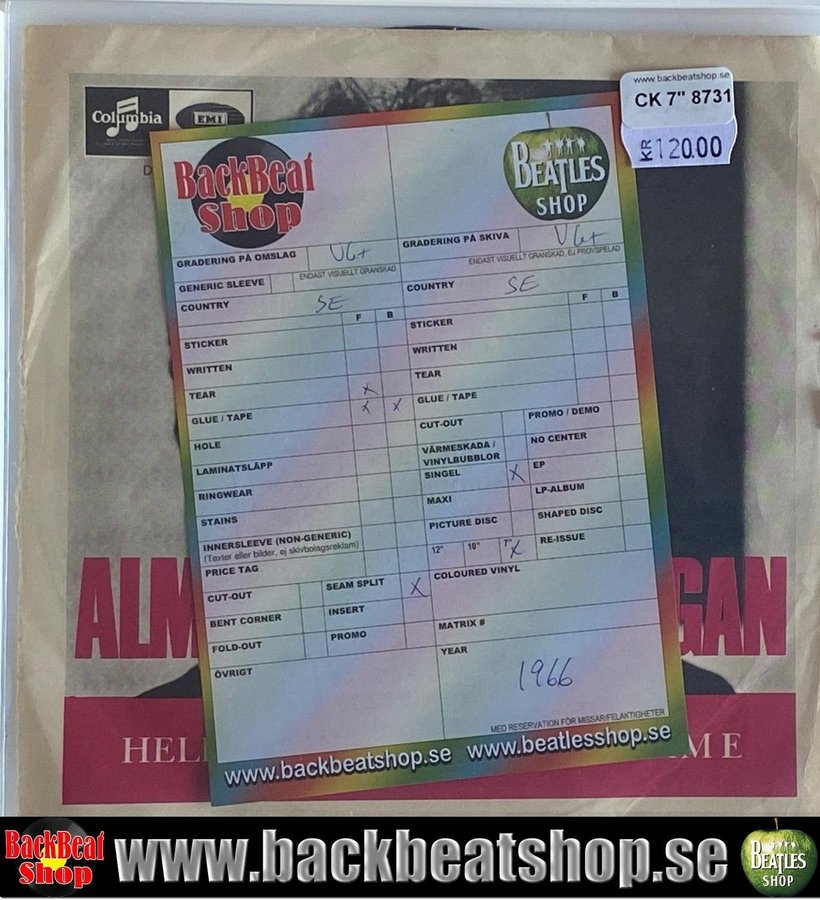 www.backbeatshop.se
CK 7" 8731
KR 120.00
Columbia
EMI
D
BackBeat
Shop
BEATLES
SHOP
GRADERING PÅ OMSLAG VG+
ENDAST VISUELLT GRANSKAD
GENERIC SLEEVE
COUNTRY SE
F B
STICKER
WRITTEN
TEAR X
GLUE / TAPE X X
HOLE
LAMINATSLÄPP
RINGWEAR
STAINS
INNERSLEEVE (NON-GENERIC)
(Texter eller bilder, ej skivbolagsreklam)
PRICE TAG
CUT-OUT SEAM SPLIT X
BENT CORNER INSERT
FOLD-OUT PROMO
ÖVRIGT
GRADERING PÅ SKIVA VG+
ENDAST VISUELLT GRANSKAD, EJ PROVSPELAD
COUNTRY SE
F B
STICKER
WRITTEN
TEAR
GLUE / TAPE
CUT-OUT PROMO / DEMO
VÄRMESKADA / NO CENTER
VINYLBUBBLOR
SINGEL X EP
MAXI LP-ALBUM
PICTURE DISC SHAPED DISC
12" 10" 7" X RE-ISSUE
COLOURED VINYL
MATRIX #
YEAR
1966
MED RESERVATION FÖR MISSAR/FELAKTIGHETER
www.backbeatshop.se www.beatlesshop.se
ALM GAN
HEL ME
BackBeat
Shop
www.backbeatshop.se
BEATLES
SHOP